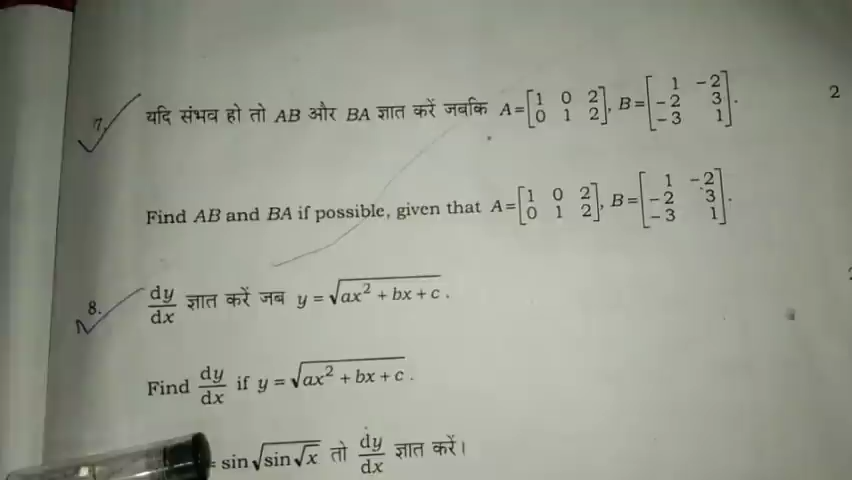 7. यदि संभव हो तो AB और BA ज्ञात करें जबकि A=[1 0 2; 0 1 2], B=[1 -2; -2 3; -3 1]. 2
Find AB and BA if possible, given that A=[1 0 2; 0 1 2], B=[1 -2; -2 3; -3 1].
8. dy/dx ज्ञात करें जब y = √(ax² + bx + c).
Find dy/dx if y = √(ax² + bx + c).
= sin√(sin√x) तो dy/dx ज्ञात करें।